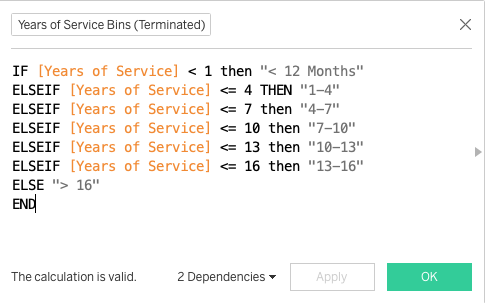 Years of Service Bins (Terminated)
IF [Years of Service] < 1 then "< 12 Months"
ELSEIF [Years of Service] <= 4 THEN "1-4"
ELSEIF [Years of Service] <= 7 then "4-7"
ELSEIF [Years of Service] <= 10 then "7-10"
ELSEIF [Years of Service] <= 13 then "10-13"
ELSEIF [Years of Service] <= 16 then "13-16"
ELSE "> 16"
END
The calculation is valid. 2 Dependencies Apply OK